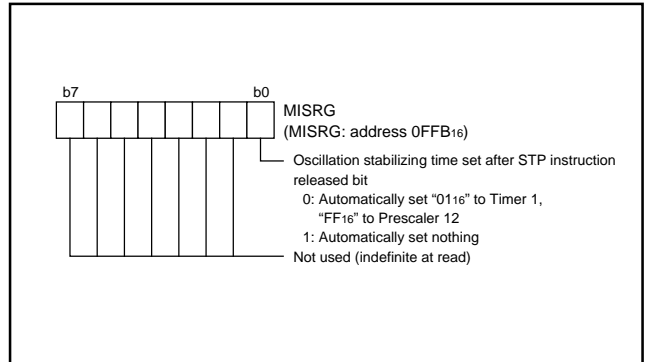 b7 b0
MISRG
(MISRG: address 0FFB16)
Oscillation stabilizing time set after STP instruction
released bit
0: Automatically set “0116” to Timer 1,
“FF16” to Prescaler 12
1: Automatically set nothing
Not used (indefinite at read)